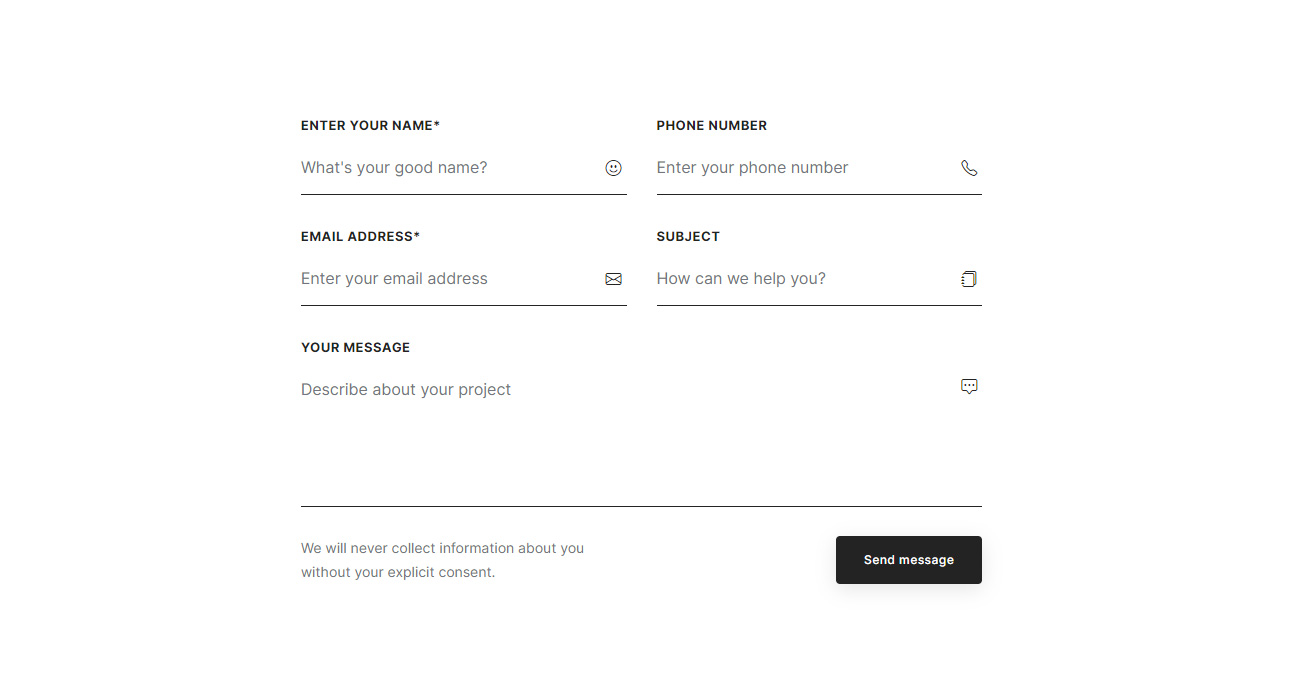 ENTER YOUR NAME*
PHONE NUMBER
What's your good name?
Enter your phone number
EMAIL ADDRESS*
SUBJECT
Enter your email address
How can we help you?
YOUR MESSAGE
Describe about your project
We will never collect information about you
without your explicit consent.
Send message